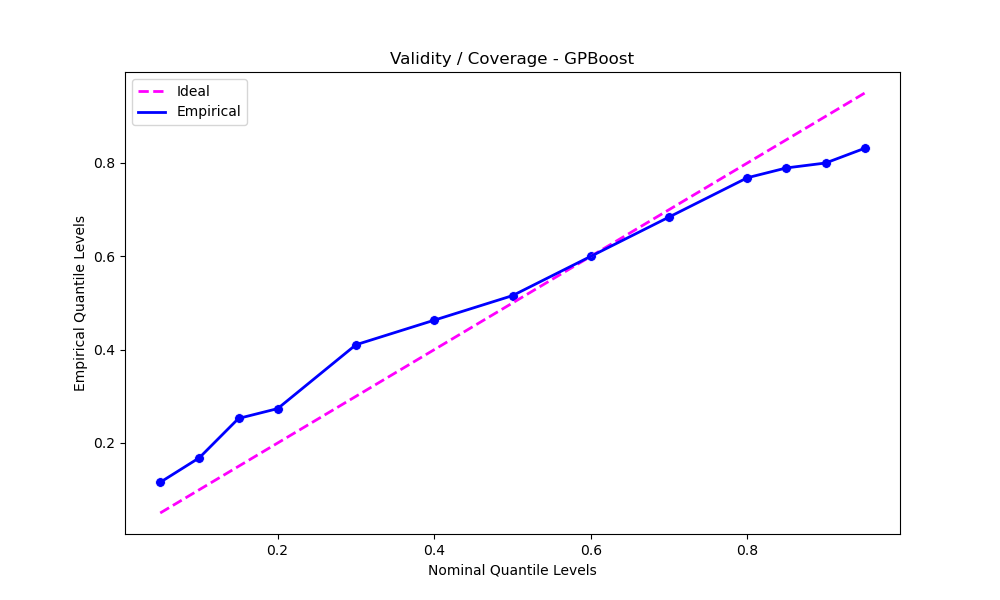 Validity / Coverage - GPBoost
Ideal
Empirical
0.8
0.6
0.4
0.2
Empirical Quantile Levels
0.2
0.4
0.6
0.8
Nominal Quantile Levels